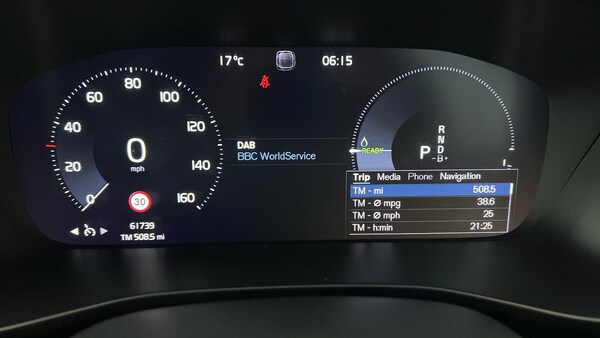 17°C 06:15
80
60 100
40 120
20 140
0 160
0
mph
30
61739
TM 508.5 mi
DAB
BBC WorldService
READY
R
N
D
P -B+
Trip Media Phone Navigation
TM - mi 508.5
TM - Ø mpg 38.6
TM - Ø mph 25
TM - h:min 21:25